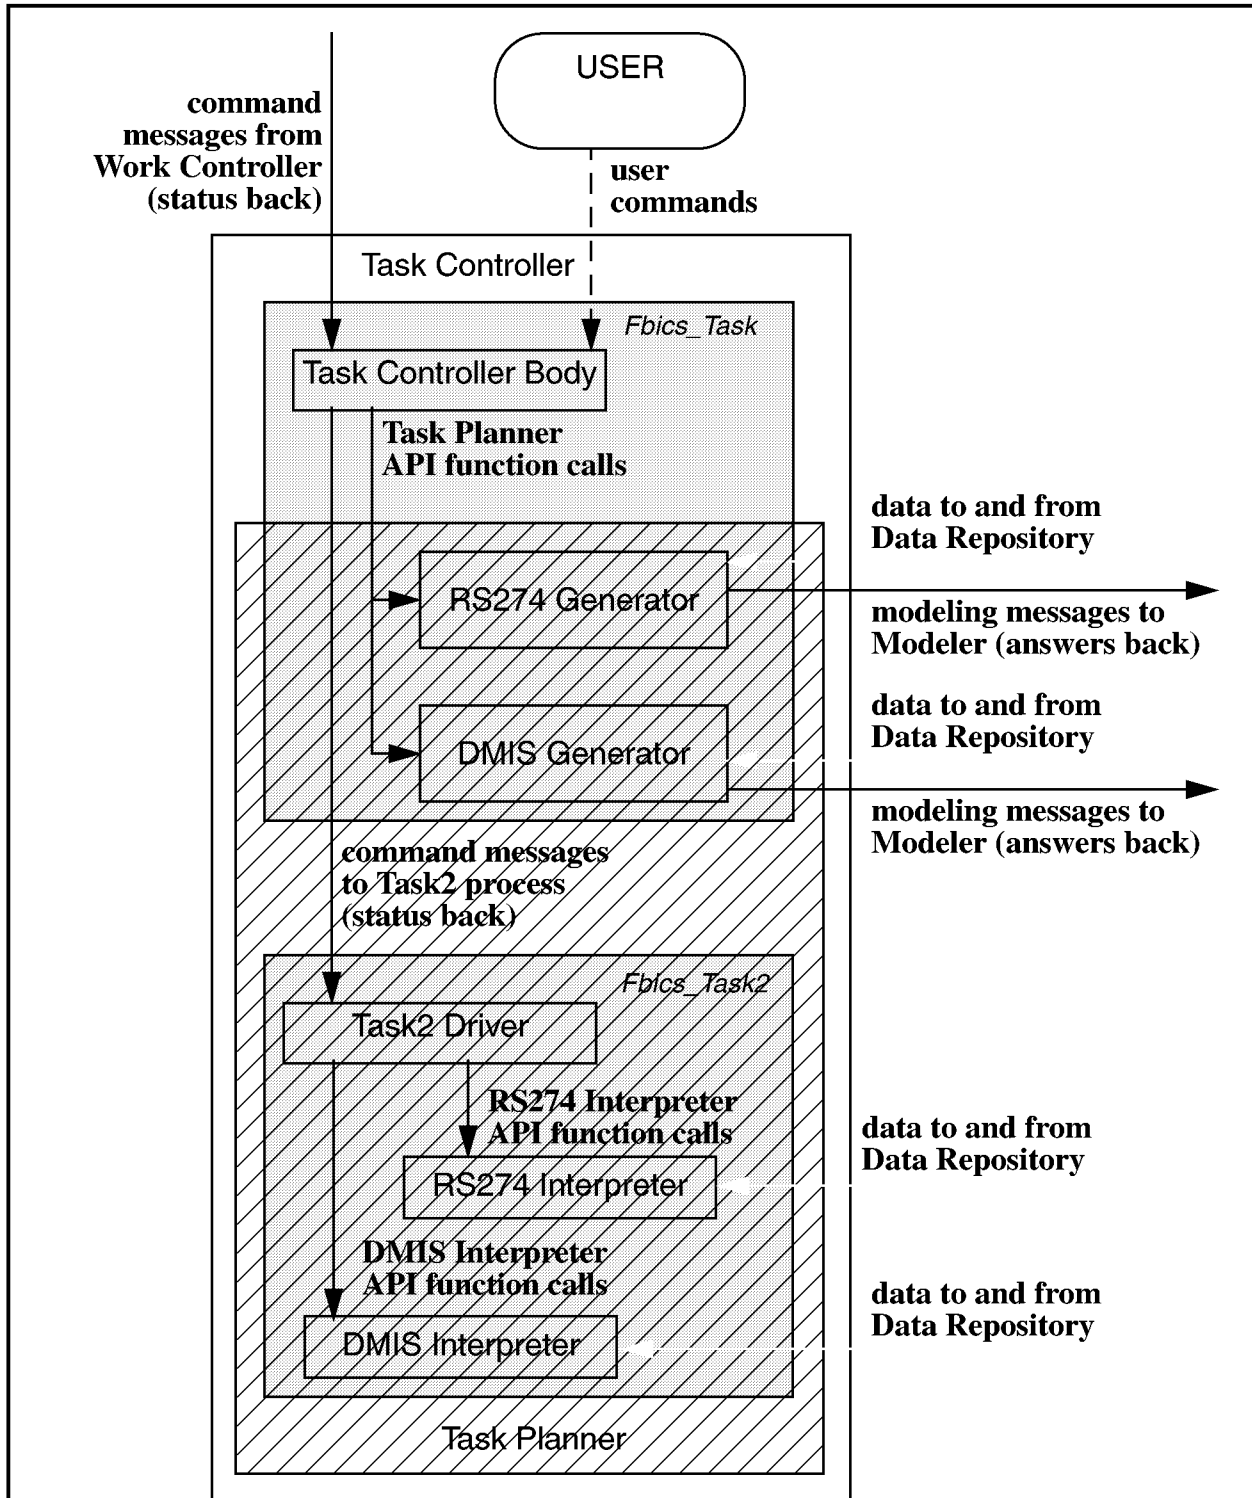 USER
command
messages from
Work Controller
(status back)
user
commands
Task Controller
Fbics_Task
Task Controller Body
Task Planner
API function calls
data to and from
Data Repository
RS274 Generator
modeling messages to
Modeler (answers back)
data to and from
Data Repository
DMIS Generator
modeling messages to
Modeler (answers back)
command messages
to Task2 process
(status back)
Fbics_Task2
Task2 Driver
RS274 Interpreter
API function calls
data to and from
Data Repository
RS274 Interpreter
DMIS Interpreter
API function calls
data to and from
Data Repository
DMIS Interpreter
Task Planner